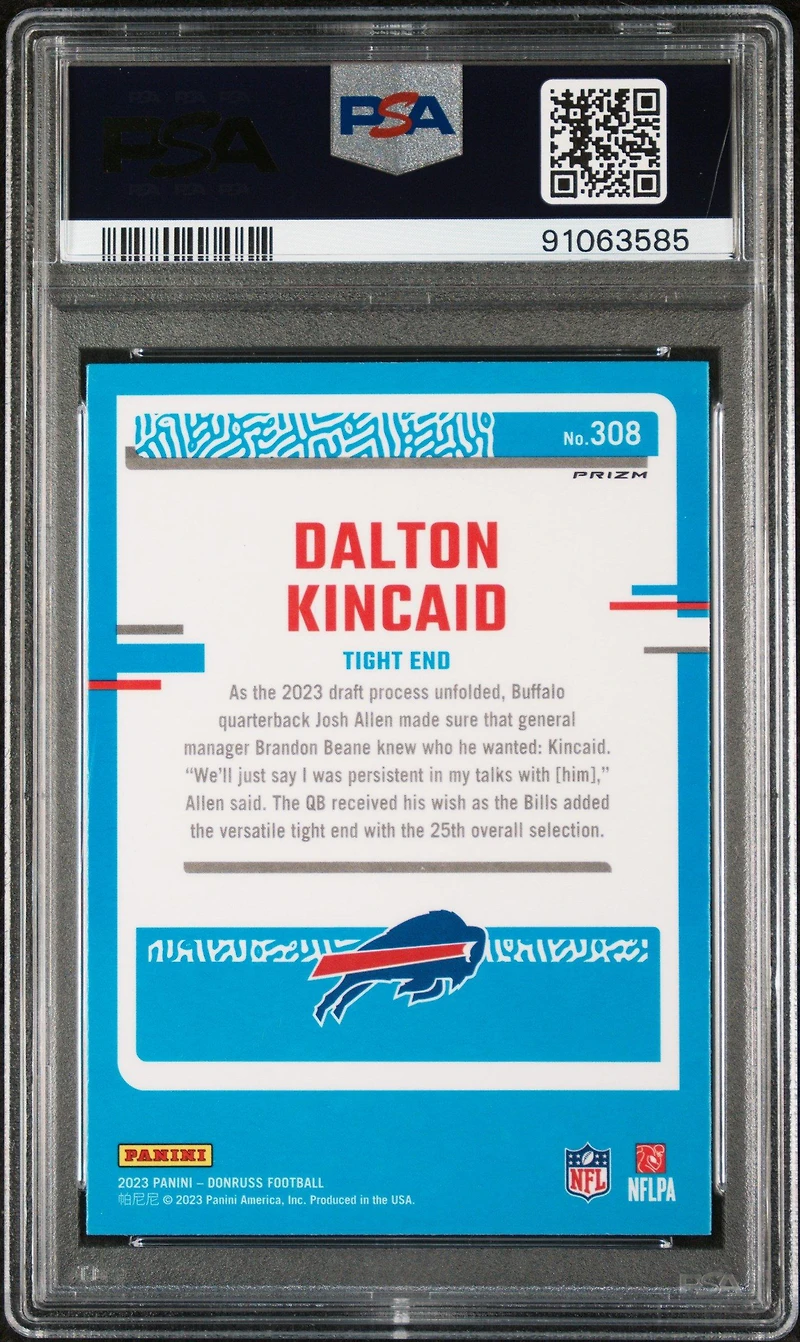 PSA
PSA
91063585
No.308
PRIZM
DALTON
KINCAID
TIGHT END
As the 2023 draft process unfolded, Buffalo
quarterback Josh Allen made sure that general
manager Brandon Beane knew who he wanted: Kincaid.
“We’ll just say I was persistent in my talks with [him],”
Allen said. The QB received his wish as the Bills added
the versatile tight end with the 25th overall selection.
PANINI
2023 PANINI – DONRUSS FOOTBALL
帕尼尼 © 2023 Panini America, Inc. Produced in the USA.
NFL
NFLPA
PSA